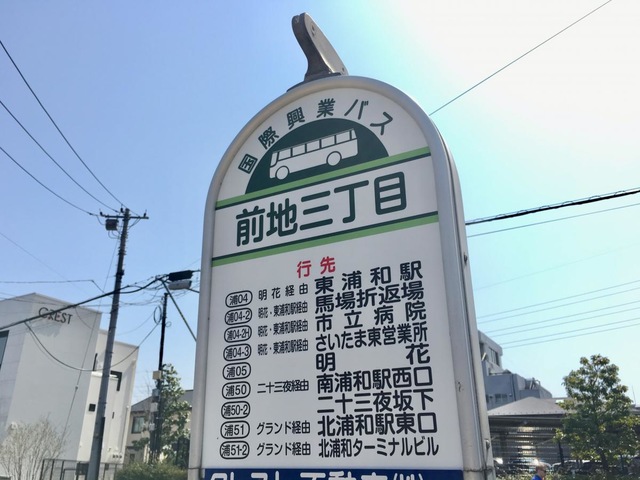 国際興業バス
前地三丁目
行先
浦04 明花経由 東浦和駅
浦04-2 明花・東浦和駅経由 馬場折返場
浦04-2H 明花・東浦和駅経由 市立病院
浦04-3 明花・東浦和駅経由 さいたま東営業所
浦05 明花
浦50 二十三夜経由 南浦和駅西口
浦50-2 二十三夜坂下
浦51 グランド経由 北浦和駅東口
浦51-2 グランド経由 北浦和ターミナルビル
CREST